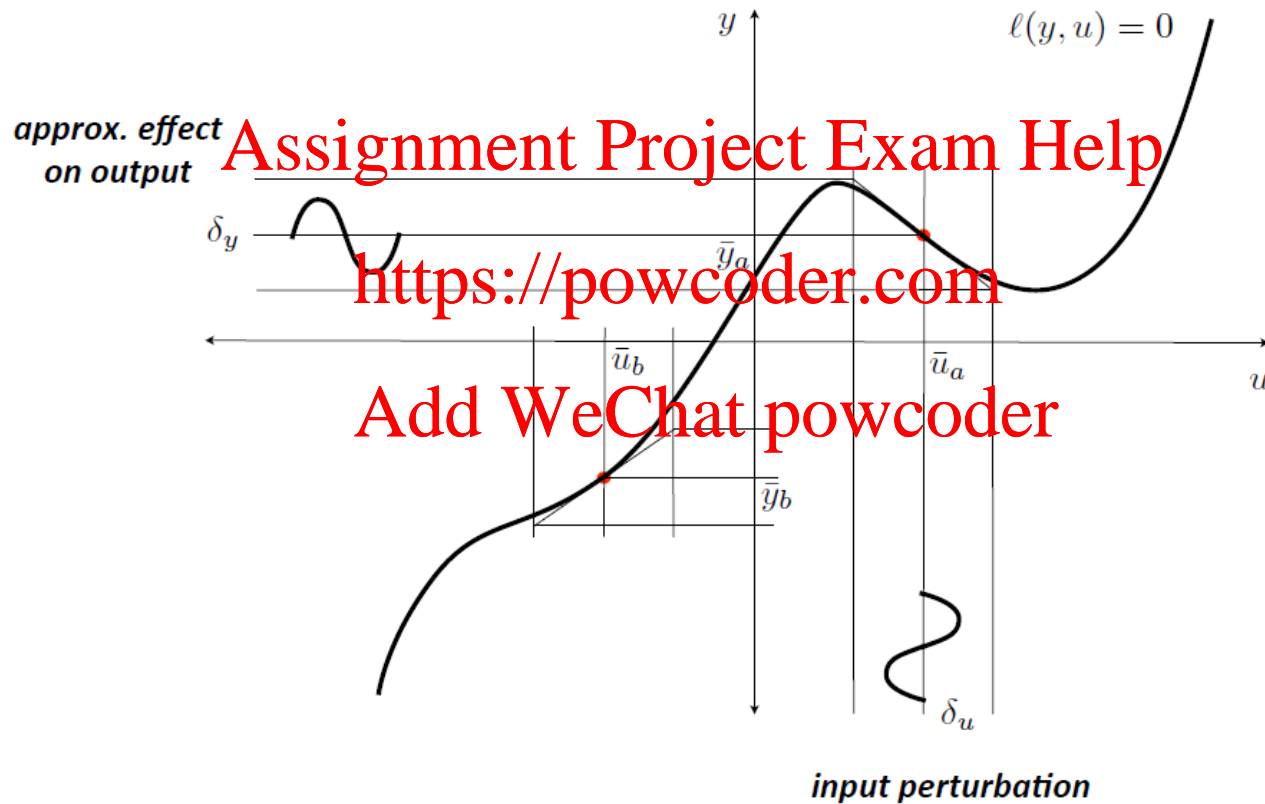 y
ℓ(y, u) = 0
approx. effect
on output
Assignment Project Exam Help
δ_y
ȳ_a
https://powcoder.com
ū_b
ū_a
u
Add WeChat powcoder
ȳ_b
δ_u
input perturbation